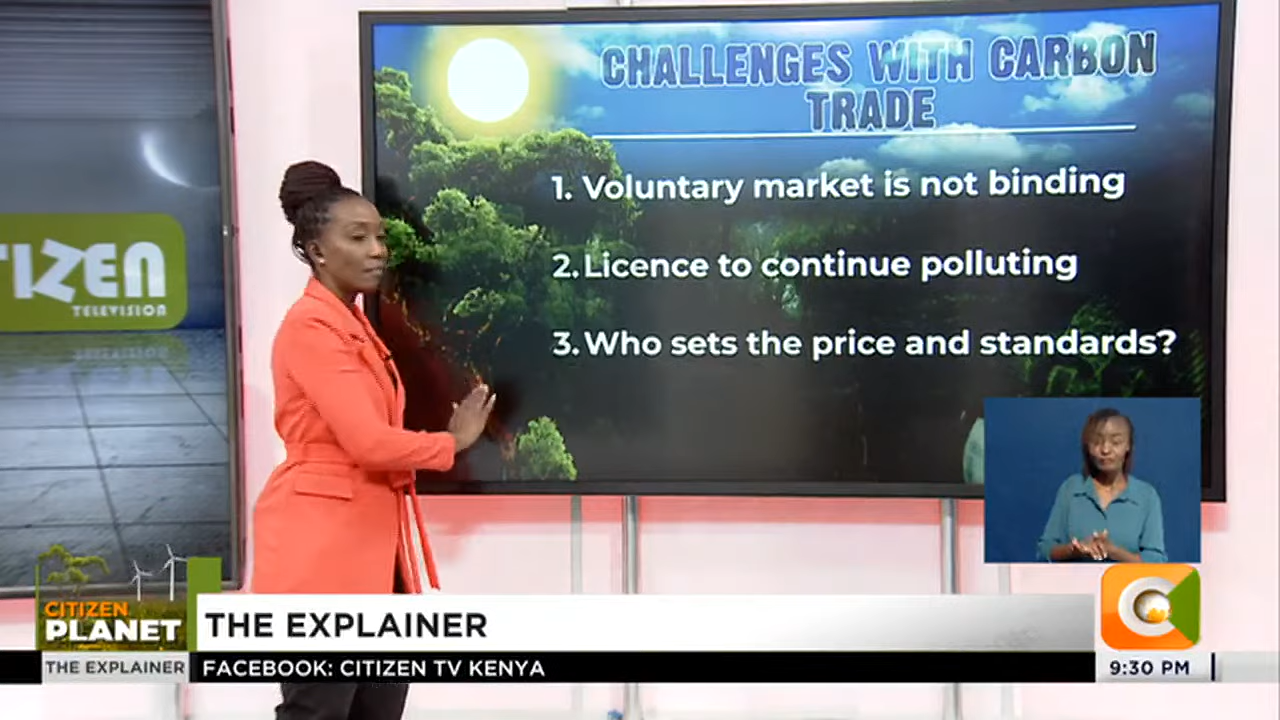 CHALLENGES WITH CARBON
TRADE
1. Voluntary market is not binding
2. Licence to continue polluting
3. Who sets the price and standards?
TIZEN
TELEVISION
CITIZEN
PLANET
THE EXPLAINER
THE EXPLAINER
FACEBOOK: CITIZEN TV KENYA
9:30 PM